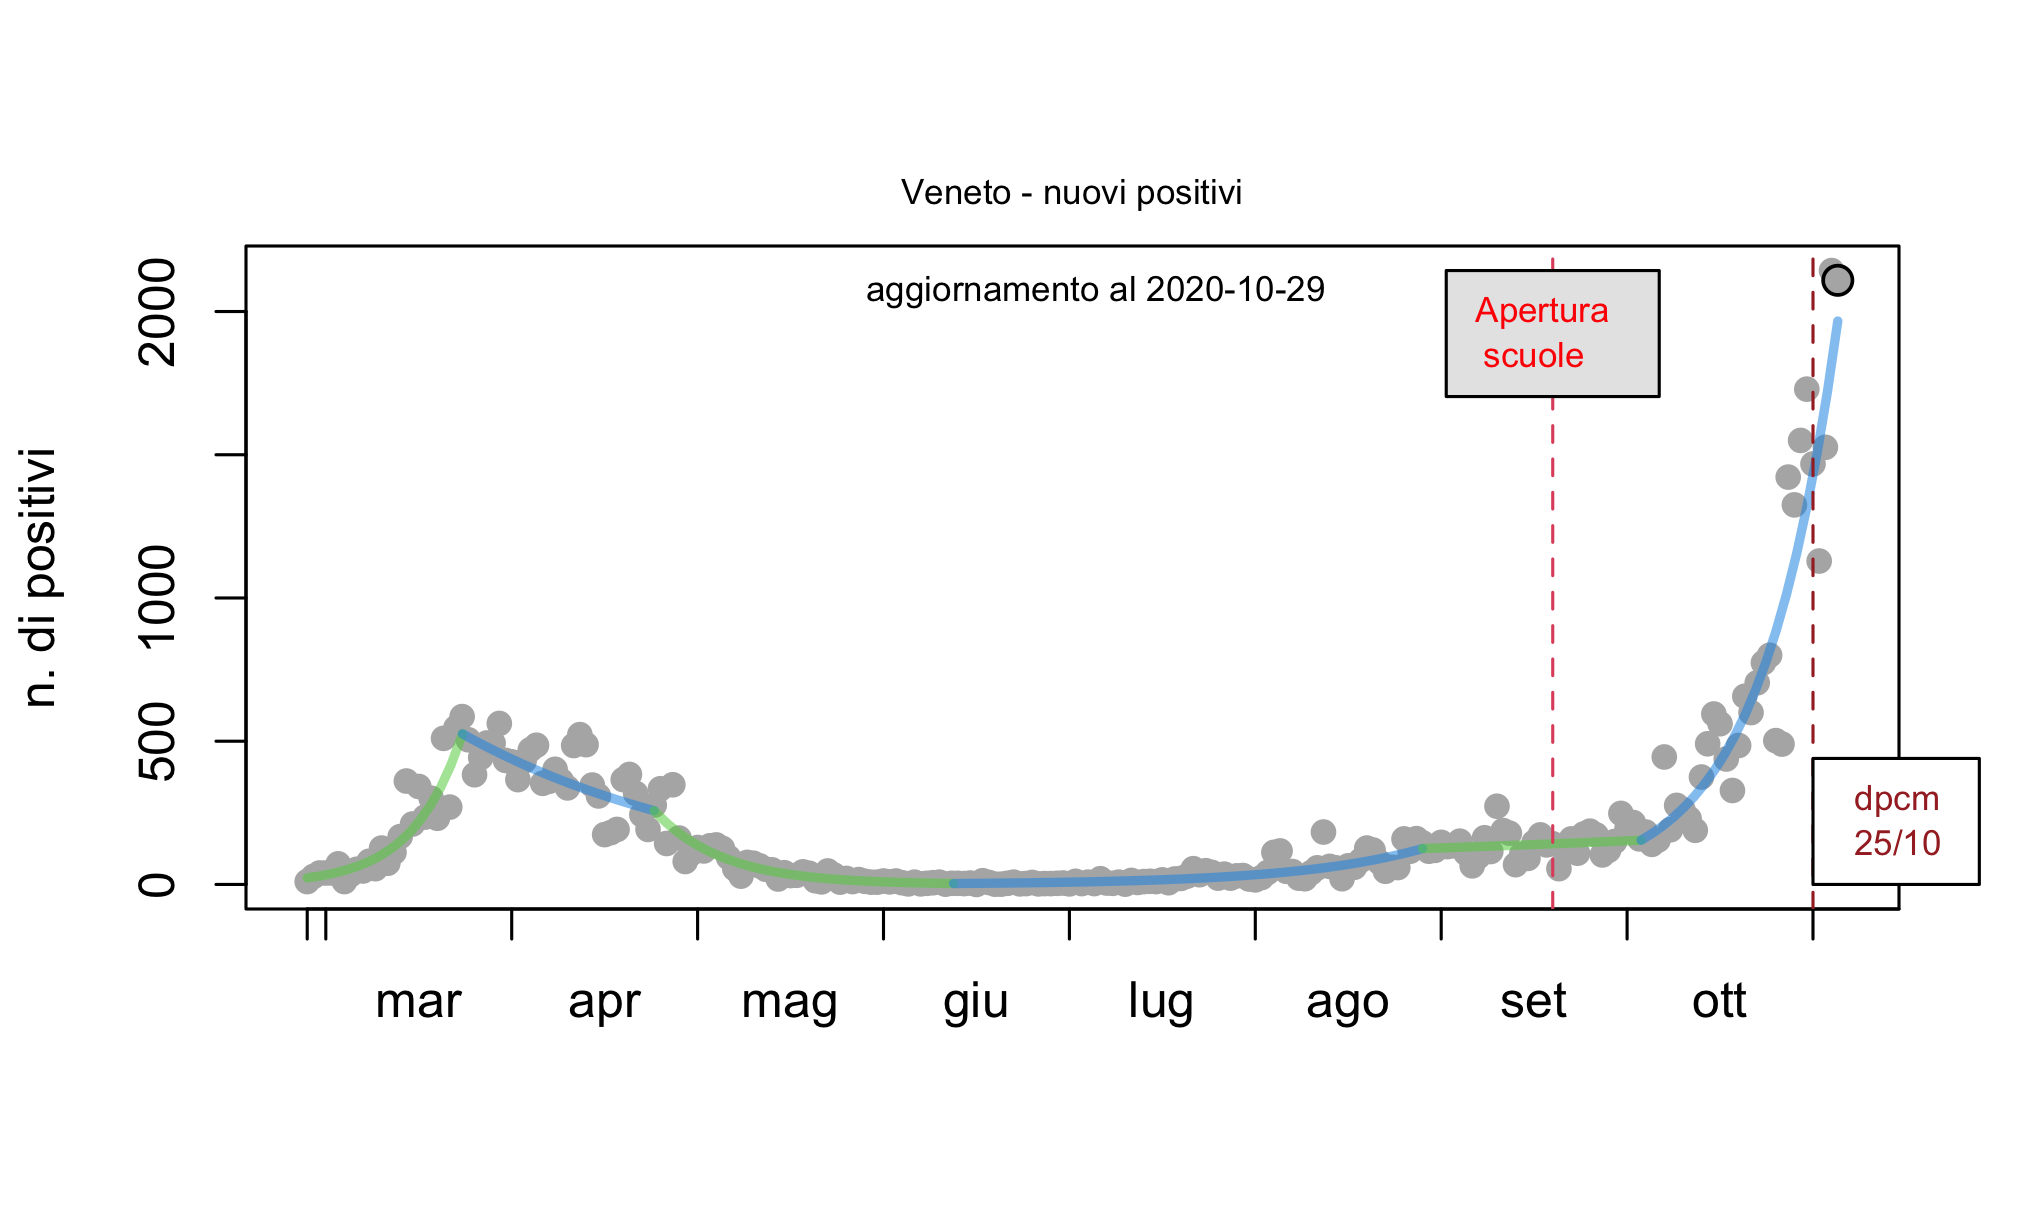 Veneto - nuovi positivi
aggiornamento al 2020-10-29
Apertura
scuole
dpcm
25/10
n. di positivi
2000
1000
500
0
mar apr mag giu lug ago set ott